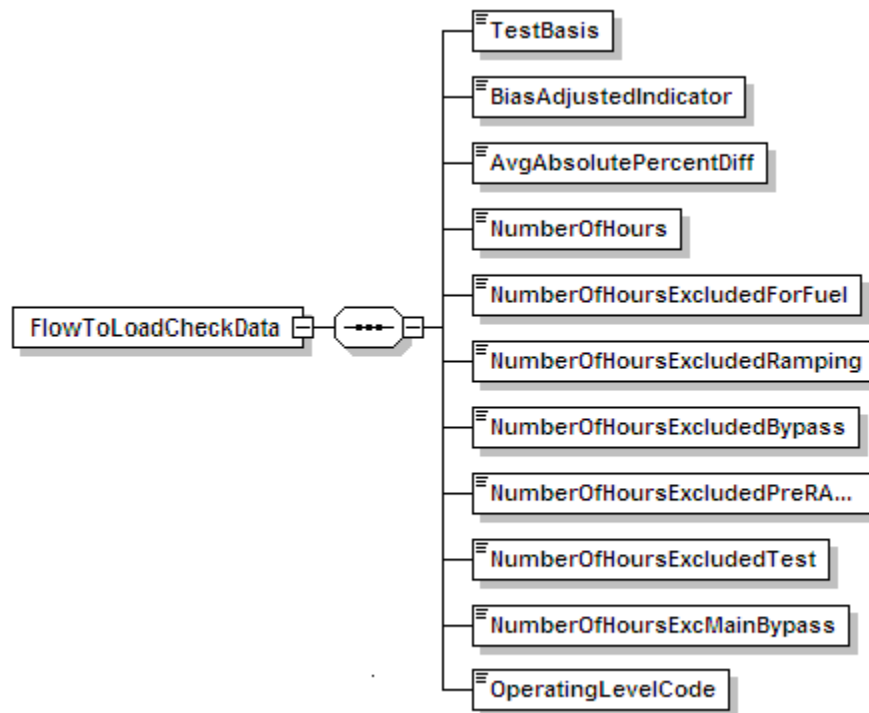 TestBasis
BiasAdjustedIndicator
AvgAbsolutePercentDiff
NumberOfHours
NumberOfHoursExcludedForFuel
FlowToLoadCheckData
NumberOfHoursExcludedRamping
NumberOfHoursExcludedBypass
NumberOfHoursExcludedPreRA...
NumberOfHoursExcludedTest
NumberOfHoursExcMainBypass
OperatingLevelCode